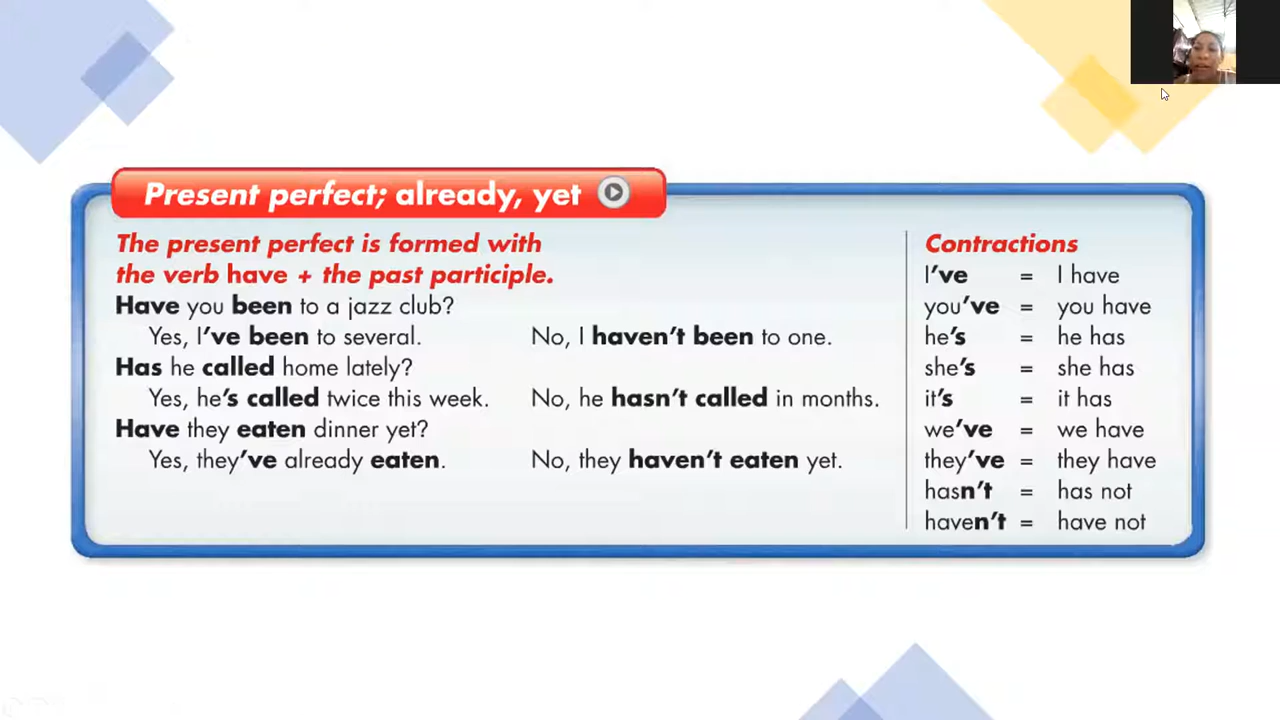 Present perfect; already, yet
The present perfect is formed with
the verb have + the past participle.
Have you been to a jazz club?
Yes, I've been to several. No, I haven't been to one.
Has he called home lately?
Yes, he's called twice this week. No, he hasn't called in months.
Have they eaten dinner yet?
Yes, they've already eaten. No, they haven't eaten yet.
Contractions
I've = I have
you've = you have
he's = he has
she's = she has
it's = it has
we've = we have
they've = they have
hasn't = has not
haven't = have not